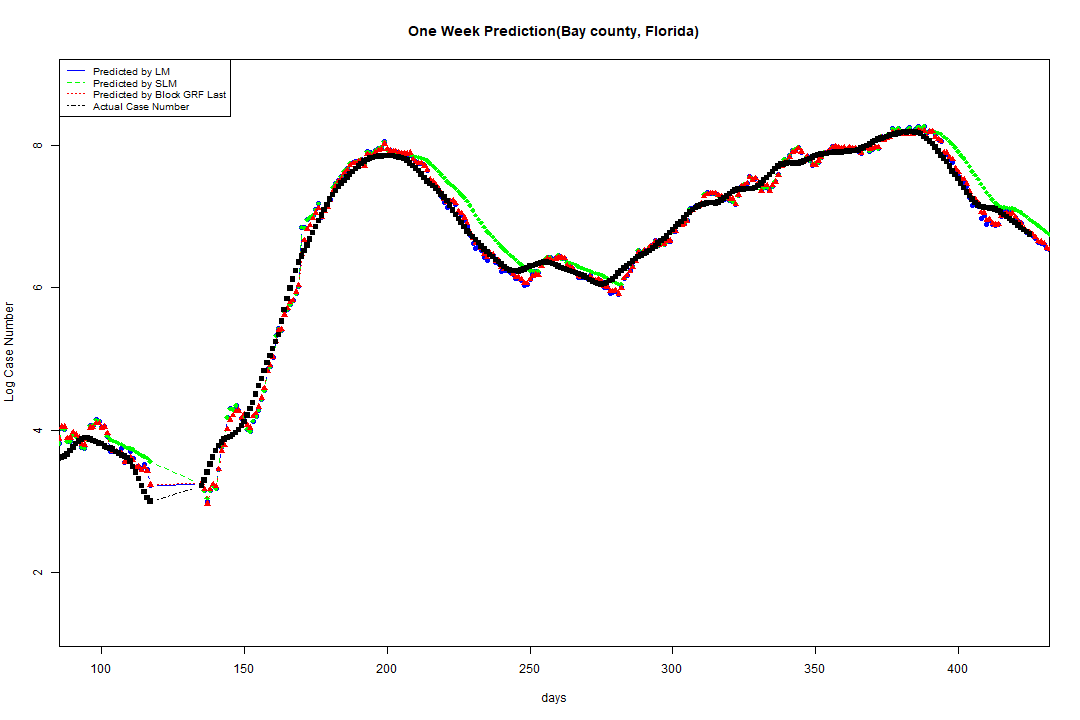 One Week Prediction(Bay county, Florida)
Predicted by LM
Predicted by SLM
Predicted by Block GRF Last
Actual Case Number
8
6
4
2
Log Case Number
100 150 200 250 300 350 400
days